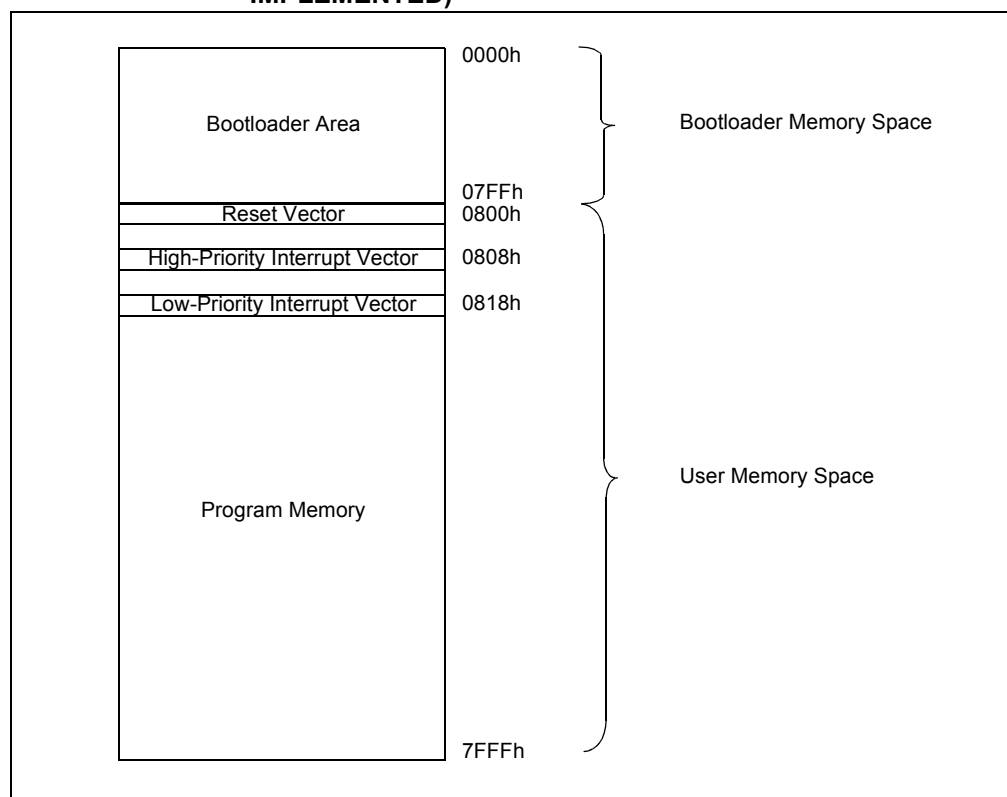 IMPLEMENTED)
0000h
Bootloader Area
Bootloader Memory Space
07FFh
Reset Vector
0800h
High-Priority Interrupt Vector
0808h
Low-Priority Interrupt Vector
0818h
Program Memory
User Memory Space
7FFFh